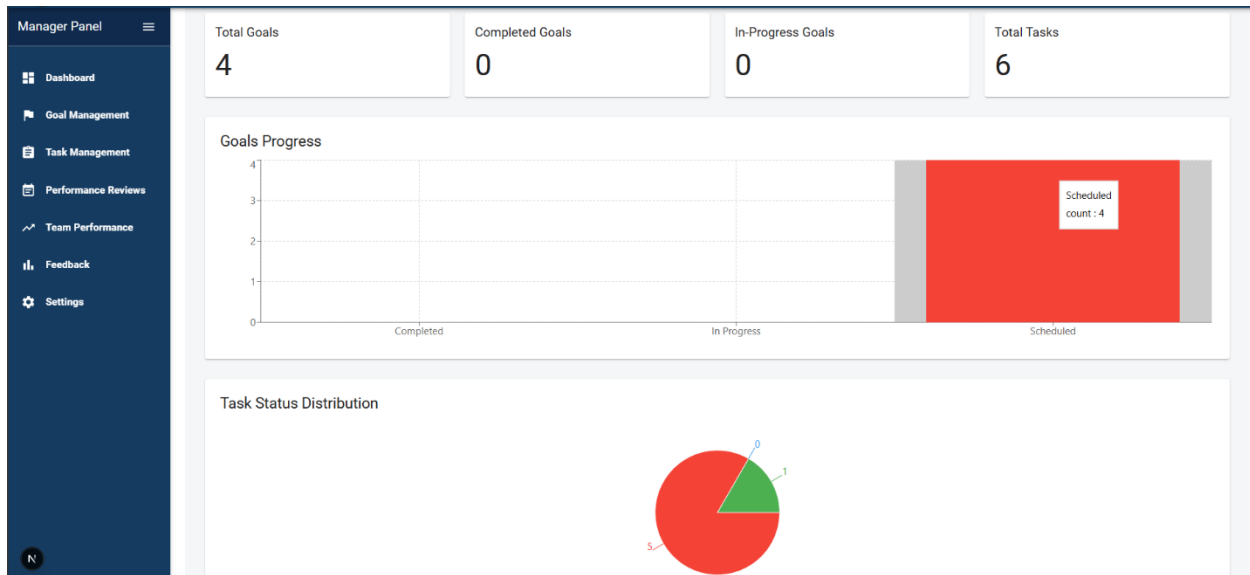 Manager Panel
Dashboard
Goal Management
Task Management
Performance Reviews
Team Performance
Feedback
Settings
N
Total Goals
4
Completed Goals
0
In-Progress Goals
0
Total Tasks
6
Goals Progress
4
3
2
1
0
Completed
In Progress
Scheduled
Scheduled
count : 4
Task Status Distribution
0
1
5